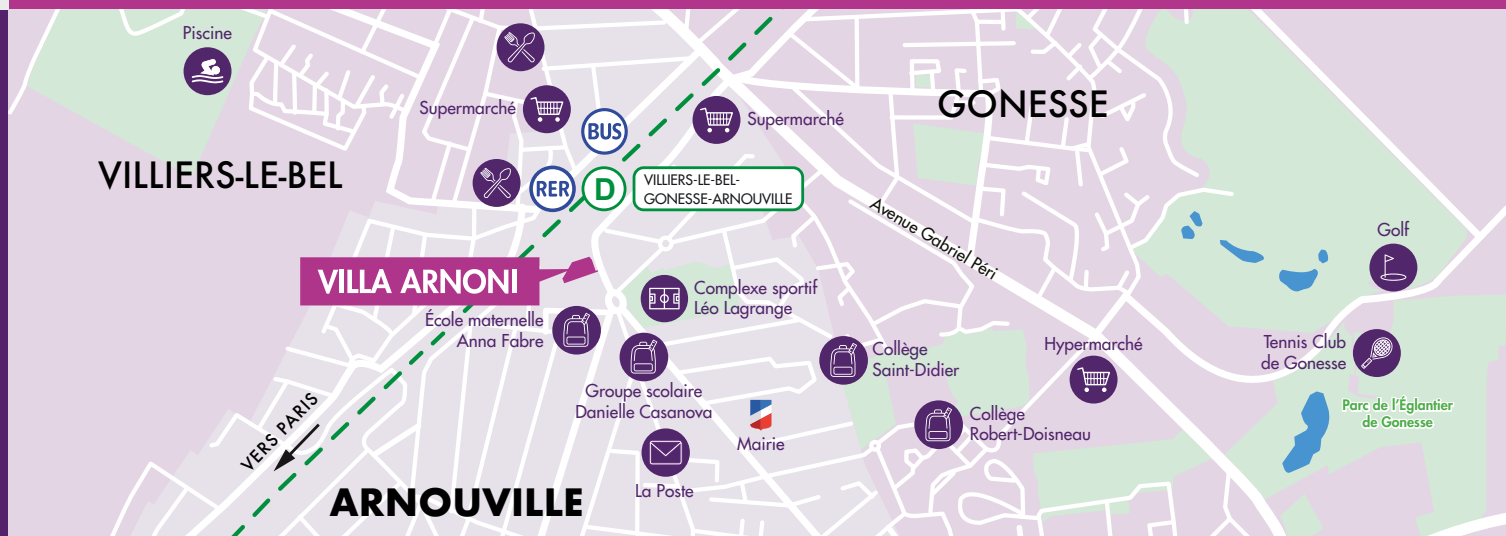 Piscine
Supermarché
BUS
Supermarché
GONESSE
VILLIERS-LE-BEL
RER
D
VILLIERS-LE-BEL-
GONESSE-ARNOUVILLE
Avenue Gabriel Péri
Golf
VILLA ARNONI
Complexe sportif
Léo Lagrange
École maternelle
Anna Fabre
Collège
Saint-Didier
Hypermarché
Tennis Club
de Gonesse
Groupe scolaire
Danielle Casanova
Parc de l'Églantier
de Gonesse
VERS PARIS
Mairie
Collège
Robert-Doisneau
La Poste
ARNOUVILLE